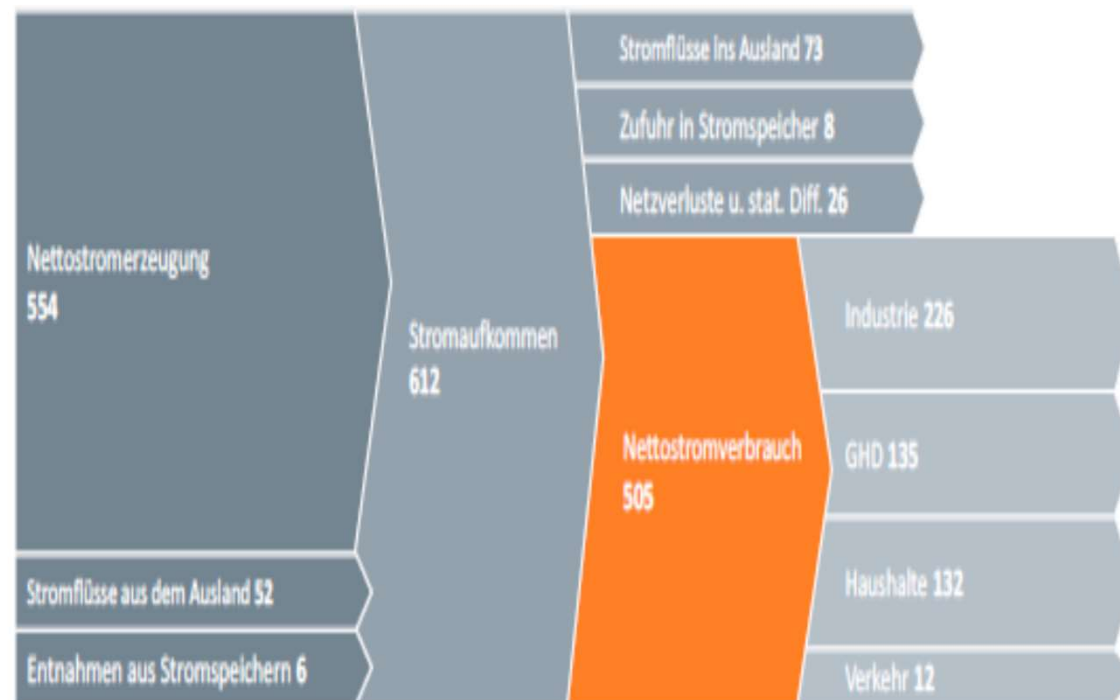 Nettostromerzeugung
554
Stromflüsse aus dem Ausland 52
Entnahmen aus Stromspeichern 6
Stromaufkommen
612
Stromflüsse ins Ausland 73
Zufuhr in Stromspeicher 8
Netzverluste u. stat. Diff. 26
Nettostromverbrauch
505
Industrie 226
GHD 135
Haushalte 132
Verkehr 12